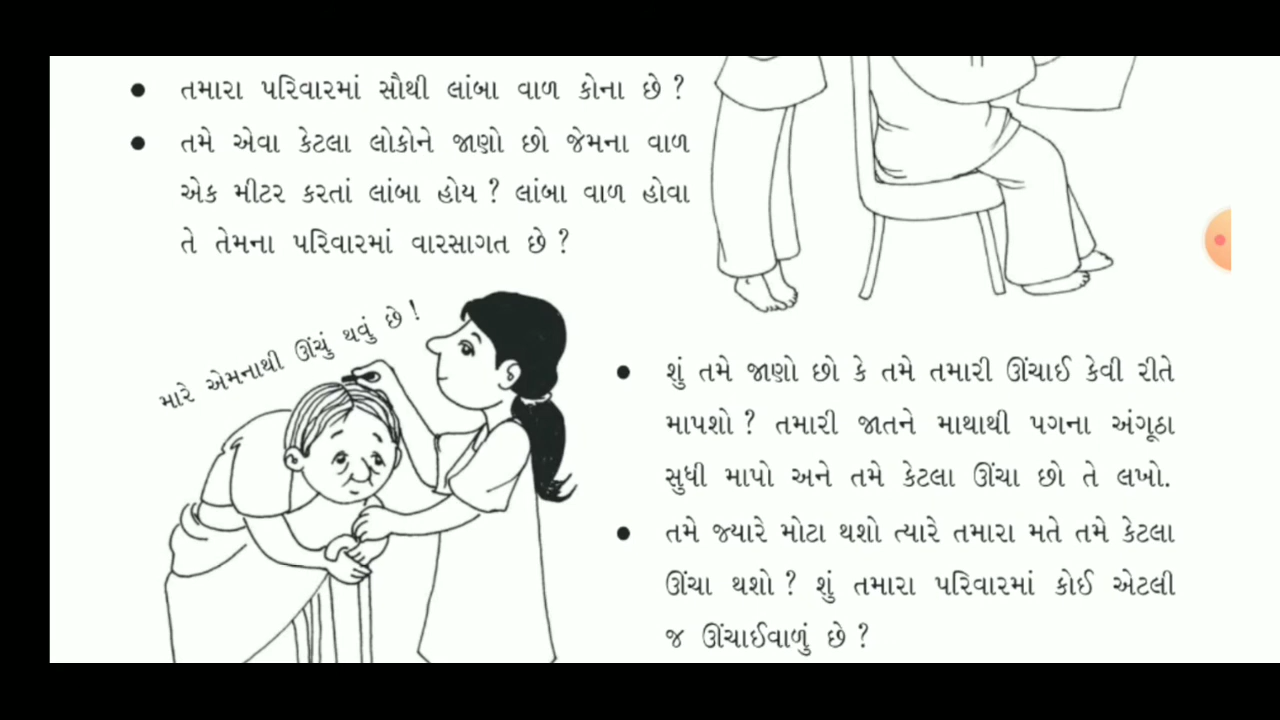 ● તમારા પરિવારમાં સૌથી લાંબા વાળ કોના છે ?
● તમે એવા કેટલા લોકોને જાણો છો જેમના વાળ
એક મીટર કરતાં લાંબા હોય ? લાંબા વાળ હોવા
તે તેમના પરિવારમાં વારસાગત છે ?
મારે એમનાથી ઊંચું થવું છે !
● શું તમે જાણો છો કે તમે તમારી ઊંચાઈ કેવી રીતે
માપશો ? તમારી જાતને માથાથી પગના અંગૂઠા
સુધી માપો અને તમે કેટલા ઊંચા છો તે લખો.
● તમે જ્યારે મોટા થશો ત્યારે તમારા મતે તમે કેટલા
ઊંચા થશો ? શું તમારા પરિવારમાં કોઈ એટલી
જ ઊંચાઈવાળું છે ?